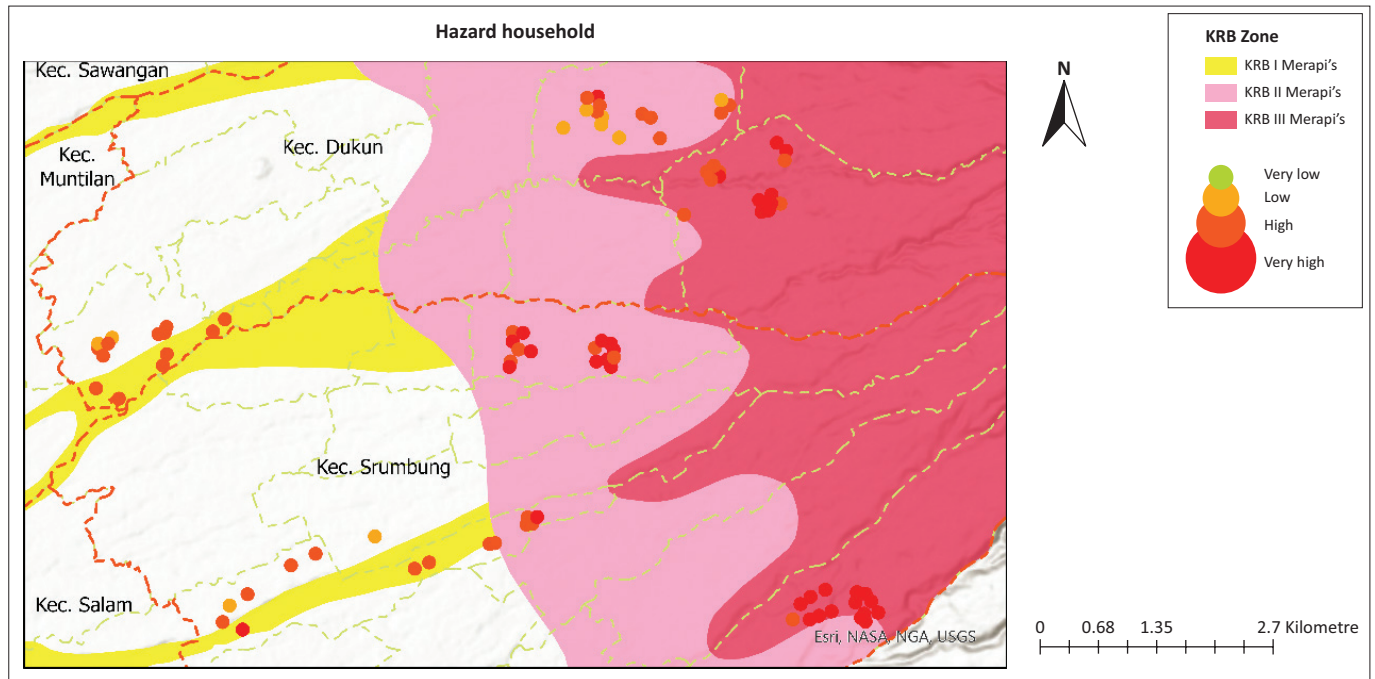 Hazard household
Kec. Sawangan
Kec.
Muntilan
Kec. Dukun
Kec. Srumbung
Kec. Salam
Esri, NASA, NGA, USGS
N
KRB Zone
KRB I Merapi's
KRB II Merapi's
KRB III Merapi's
Very low
Low
High
Very high
0 0.68 1.35 2.7 Kilometre